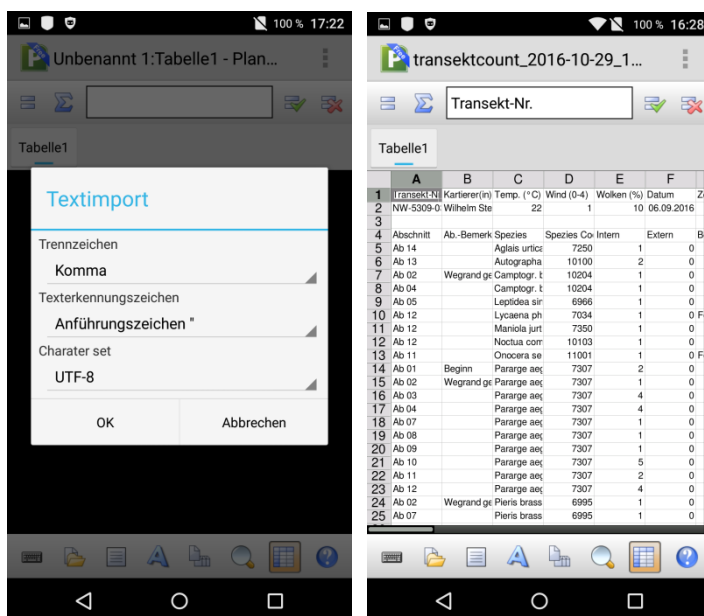 100 % 17:22
Unbenannt 1:Tabelle1 - Plan...
Tabelle1
Textimport
Trennzeichen
Komma
Texterkennungszeichen
Anführungszeichen "
Charater set
UTF-8
OK Abbrechen
100 % 16:28
transektcount_2016-10-29_1...
Transekt-Nr.
Tabelle1
A B C D E F
1 Transekt-N Kartierer(in) Temp. (°C) Wind (0-4) Wolken (%) Datum
2 NW-5309-0 Wilhelm Ste 22 1 10 06.09.2016
3
4 Abschnitt Ab.-Bemerk Spezies Spezies Co Intern Extern
5 Ab 14 Aglais urtica 7250 1 0
6 Ab 13 Autographa 10100 2 0
7 Ab 02 Wegrand ge Camptogr. b 10204 1 0
8 Ab 04 Camptogr. b 10204 1 0
9 Ab 05 Leptidea sin 6966 1 0
10 Ab 12 Lycaena ph 7034 1 0
11 Ab 12 Maniola jurt 7350 1 0
12 Ab 12 Noctua com 10103 1 0
13 Ab 11 Onocera se 11001 1 0
14 Ab 01 Beginn Pararge aeg 7307 2 0
15 Ab 02 Wegrand ge Pararge aeg 7307 1 0
16 Ab 03 Pararge aeg 7307 4 0
17 Ab 04 Pararge aeg 7307 4 0
18 Ab 07 Pararge aeg 7307 1 0
19 Ab 08 Pararge aeg 7307 1 0
20 Ab 09 Pararge aeg 7307 1 0
21 Ab 10 Pararge aeg 7307 5 0
22 Ab 11 Pararge aeg 7307 2 0
23 Ab 12 Pararge aeg 7307 4 0
24 Ab 02 Wegrand ge Pieris brass 6995 1 0
25 Ab 07 Pieris brass 6995 1 0